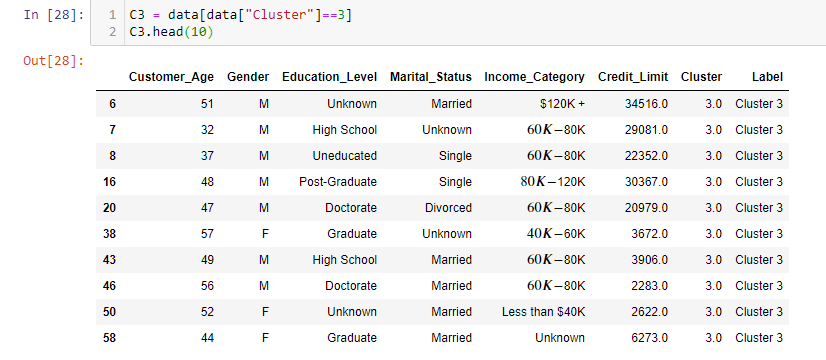 In [28]: 1 C3 = data[data["Cluster"]==3]
2 C3.head(10)
Out[28]:
Customer_Age Gender Education_Level Marital_Status Income_Category Credit_Limit Cluster Label
6 51 M Unknown Married $120K + 34516.0 3.0 Cluster 3
7 32 M High School Unknown 60K−80K 29081.0 3.0 Cluster 3
8 37 M Uneducated Single 60K−80K 22352.0 3.0 Cluster 3
16 48 M Post-Graduate Single 80K−120K 30367.0 3.0 Cluster 3
20 47 M Doctorate Divorced 60K−80K 20979.0 3.0 Cluster 3
38 57 F Graduate Unknown 40K−60K 3672.0 3.0 Cluster 3
43 49 M High School Married 60K−80K 3906.0 3.0 Cluster 3
46 56 M Doctorate Married 60K−80K 2283.0 3.0 Cluster 3
50 52 F Unknown Married Less than $40K 2622.0 3.0 Cluster 3
58 44 F Graduate Married Unknown 6273.0 3.0 Cluster 3